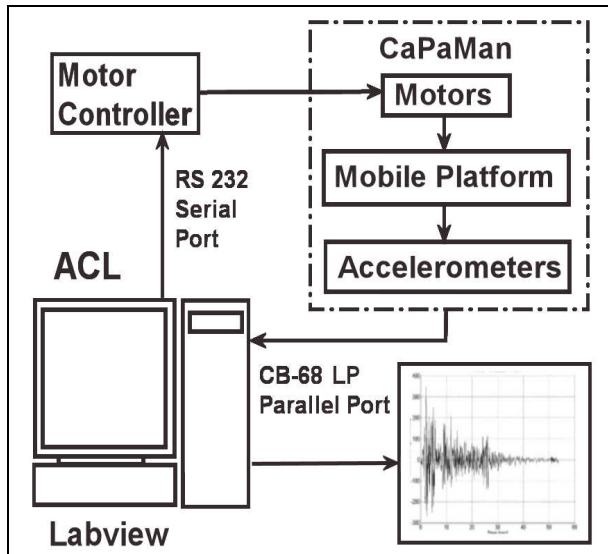 CaPaMan
Motor
Controller
Motors
Mobile Platform
Accelerometers
RS 232
Serial
Port
ACL
CB-68 LP
Parallel Port
Labview